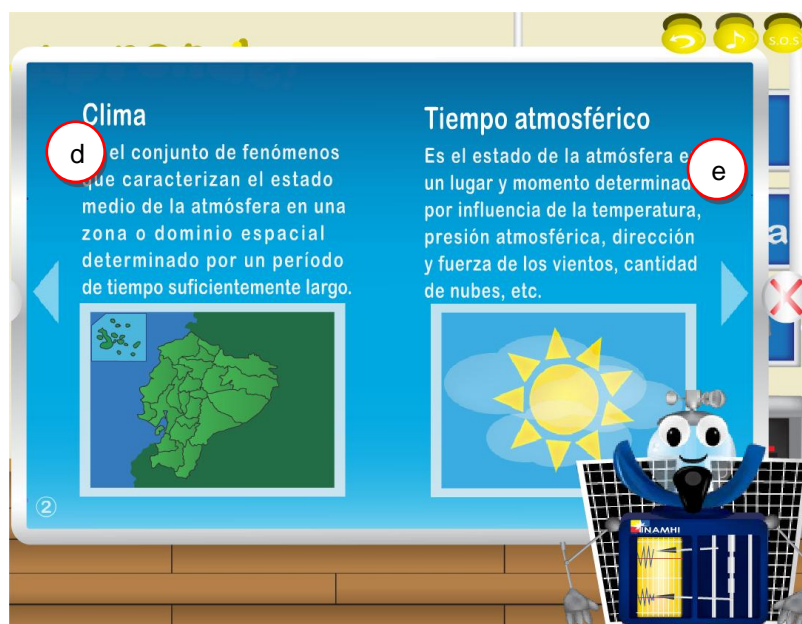 S.O.S
Clima
d
el conjunto de fenómenos
que caracterizan el estado
medio de la atmósfera en una
zona o dominio espacial
determinado por un período
de tiempo suficientemente largo.
Tiempo atmosférico
e
Es el estado de la atmósfera
un lugar y momento
por influencia de la temperatura,
presión atmosférica, dirección
y fuerza de los vientos, cantidad
de nubes, etc.
a
2
INAMHI